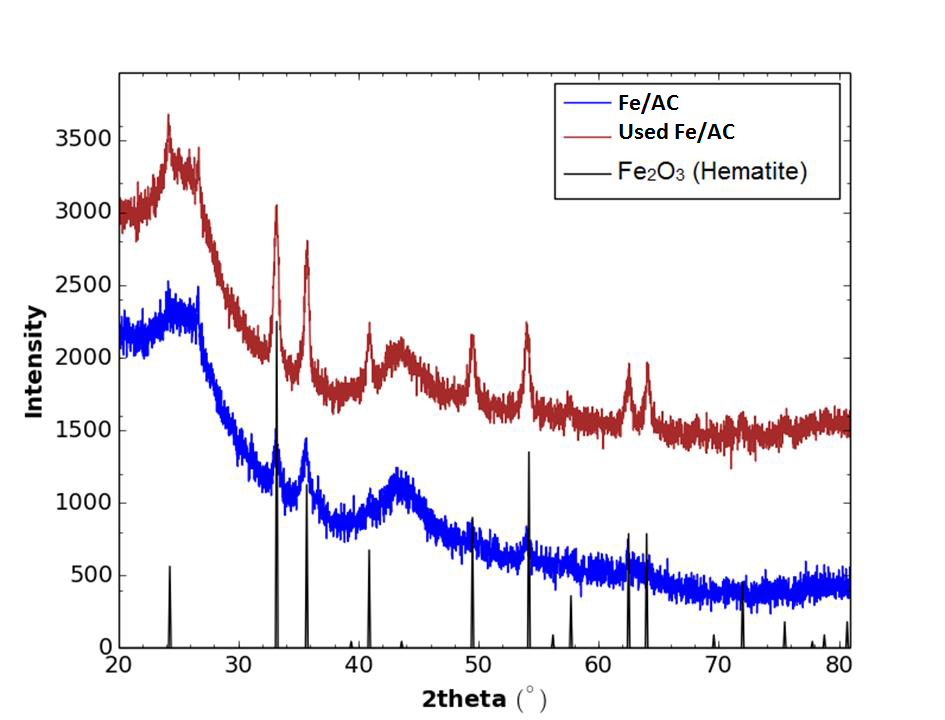 Fe/AC
Used Fe/AC
Fe₂O₃ (Hematite)
3500
3000
2500
2000
1500
1000
500
0
Intensity
20 30 40 50 60 70 80
2theta (°)